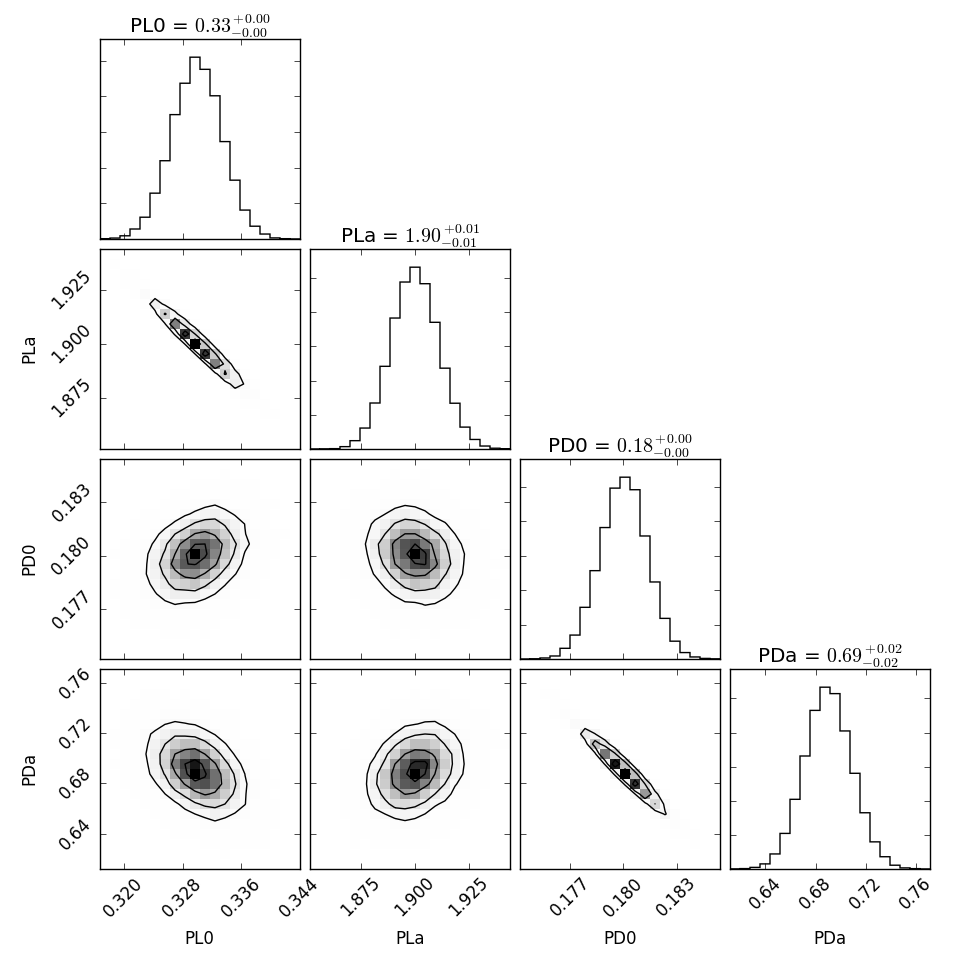 PL0 = 0.33 +0.00 −0.00
PLa = 1.90 +0.01 −0.01
1.925
1.900
1.875
PLa
PD0 = 0.18 +0.00 −0.00
0.183
0.180
0.177
PD0
PDa = 0.69 +0.02 −0.02
0.76
0.72
0.68
0.64
PDa
0.320 0.328 0.336 0.344 1.875 1.900 1.925 0.177 0.180 0.183 0.64 0.68 0.72 0.76
PL0 PLa PD0 PDa